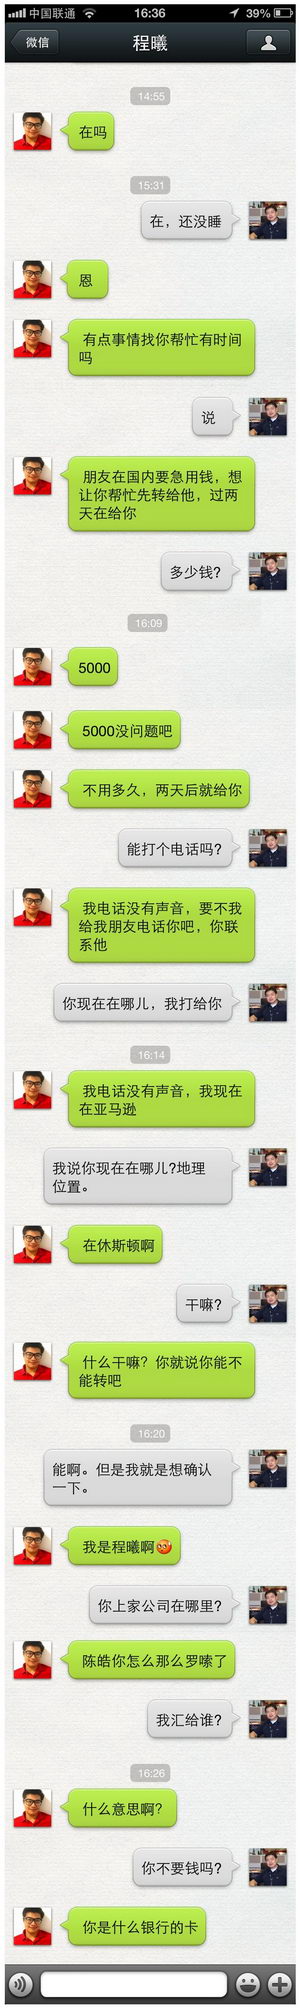 中国联通 16:36 39%
微信 程曦
14:55
在吗
15:31
在，还没睡
恩
有点事情找你帮忙有时间
吗
说
朋友在国内要急用钱，想
让你帮忙先转给他，过两
天在给你
多少钱？
16:09
5000
5000没问题吧
不用多久，两天后就给你
能打个电话吗？
我电话没有声音，要不我
给我朋友电话你吧，你联
系他
你现在在哪儿，我打给你
16:14
我电话没有声音，我现在
在亚马逊
我说你现在在哪儿?地理
位置。
在休斯顿啊
干嘛？
什么干嘛？你就说你能不
能转吧
16:20
能啊。但是我就是想确认
一下。
我是程曦啊
你上家公司在哪里？
陈皓你怎么那么罗嗦了
我汇给谁？
16:26
什么意思啊？
你不要钱吗？
你是什么银行的卡